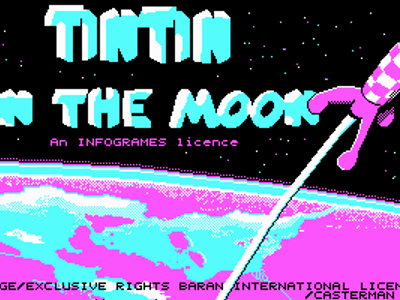 TINTIN
N THE MOON
An INFOGRAMES licence
GE/EXCLUSIVE RIGHTS BARAN INTERNATIONAL LICEN
/CASTERMAN